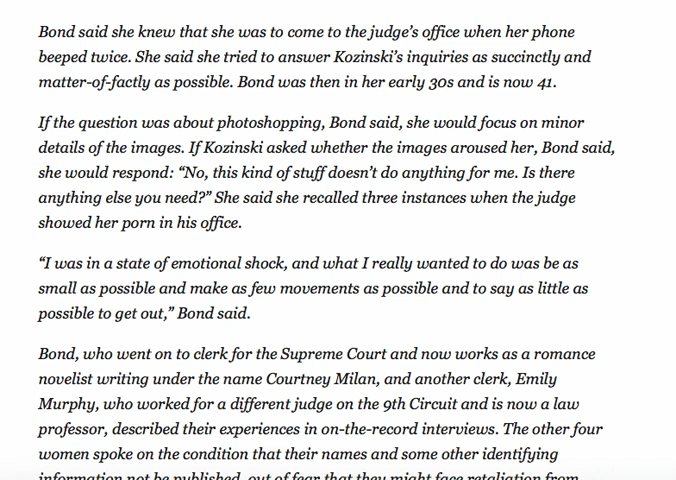 Bond said she knew that she was to come to the judge’s office when her phone
beeped twice. She said she tried to answer Kozinski’s inquiries as succinctly and
matter-of-factly as possible. Bond was then in her early 30s and is now 41.
If the question was about photoshopping, Bond said, she would focus on minor
details of the images. If Kozinski asked whether the images aroused her, Bond said,
she would respond: “No, this kind of stuff doesn’t do anything for me. Is there
anything else you need?” She said she recalled three instances when the judge
showed her porn in his office.
“I was in a state of emotional shock, and what I really wanted to do was be as
small as possible and make as few movements as possible and to say as little as
possible to get out,” Bond said.
Bond, who went on to clerk for the Supreme Court and now works as a romance
novelist writing under the name Courtney Milan, and another clerk, Emily
Murphy, who worked for a different judge on the 9th Circuit and is now a law
professor, described their experiences in on-the-record interviews. The other four
women spoke on the condition that their names and some other identifying
information not be published, out of fear that they might face retaliation from